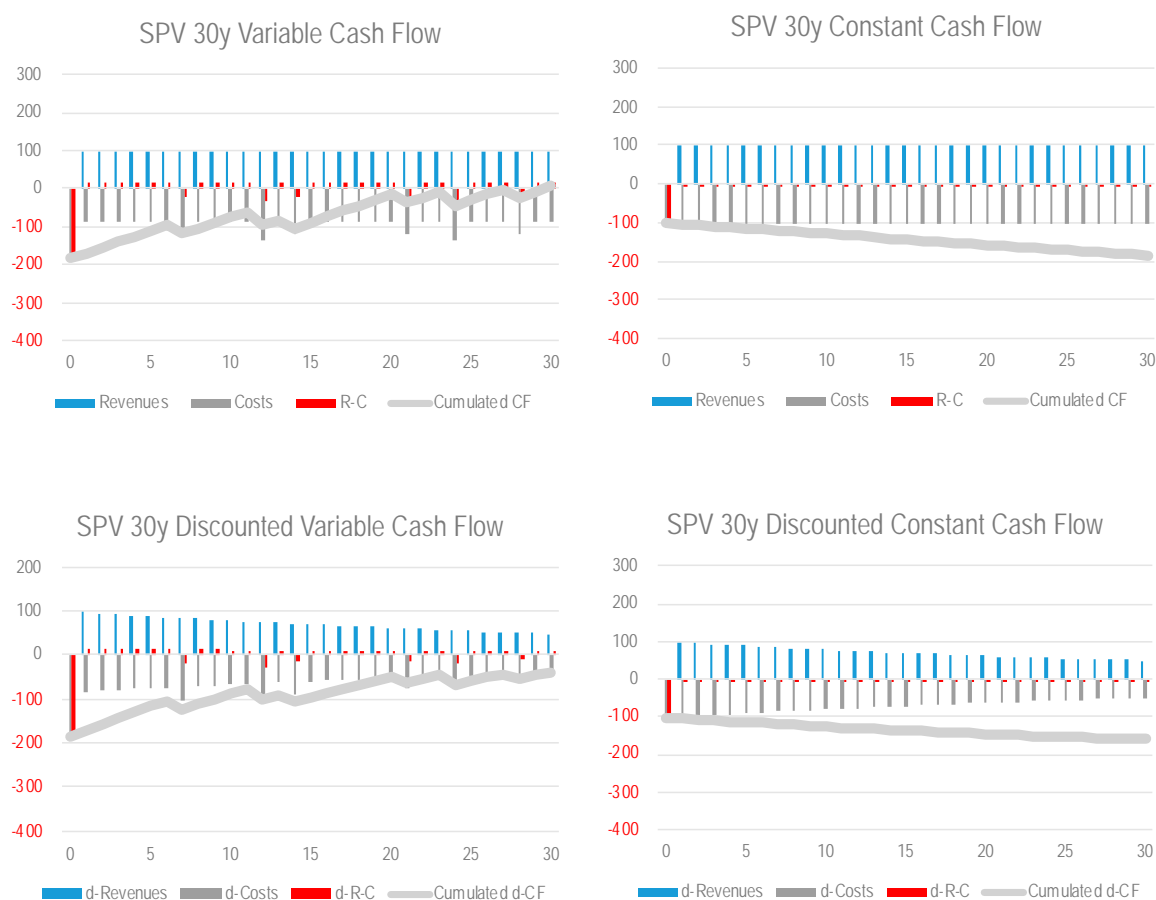 SPV 30y Variable Cash Flow
300
200
100
0
-100
-200
-300
-400
0 5 10 15 20 25 30
Revenues Costs R-C Cumulated CF
SPV 30y Constant Cash Flow
300
200
100
0
-100
-200
-300
-400
0 5 10 15 20 25 30
Revenues Costs R-C Cumulated CF
SPV 30y Discounted Variable Cash Flow
200
100
0
-100
-200
-300
-400
0 5 10 15 20 25 30
d-Revenues d-Costs d-R-C Cumulated d-CF
SPV 30y Discounted Constant Cash Flow
300
200
100
0
-100
-200
-300
-400
0 5 10 15 20 25 30
d-Revenues d-Costs d-R-C Cumulated d-CF